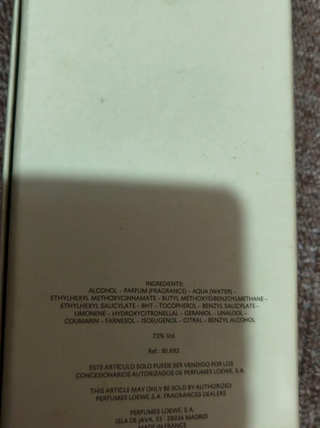 INGREDIENTS:
ALCOHOL - PARFUM (FRAGRANCE) - AQUA (WATER) -
ETHYLHEXYL METHOXYCINNAMATE - BUTYL METHOXYDIBENZOYLMETHANE -
ETHYLHEXYL SALICYLATE - BHT - TOCOPHEROL - BENZYL SALICYLATE -
LIMONENE - HYDROXYCITRONELLAL - GERANIOL - LINALOOL -
COUMARIN - FARNESOL - ISOEUGENOL - CITRAL - BENZYL ALCOHOL
73% Vol.
Ref.: 50.882
ESTE ARTÍCULO SOLO PUEDE SER VENDIDO POR LOS
CONCESIONARIOS AUTORIZADOS DE PERFUMES LOEWE, S.A.
THIS ARTICLE MAY ONLY BE SOLD BY AUTHORIZED
PERFUMES LOEWE, S.A. FRAGRANCES DEALERS
PERFUMES LOEWE, S.A.
ISLA DE JAVA, 33 - 28034 MADRID
MADE IN FRANCE